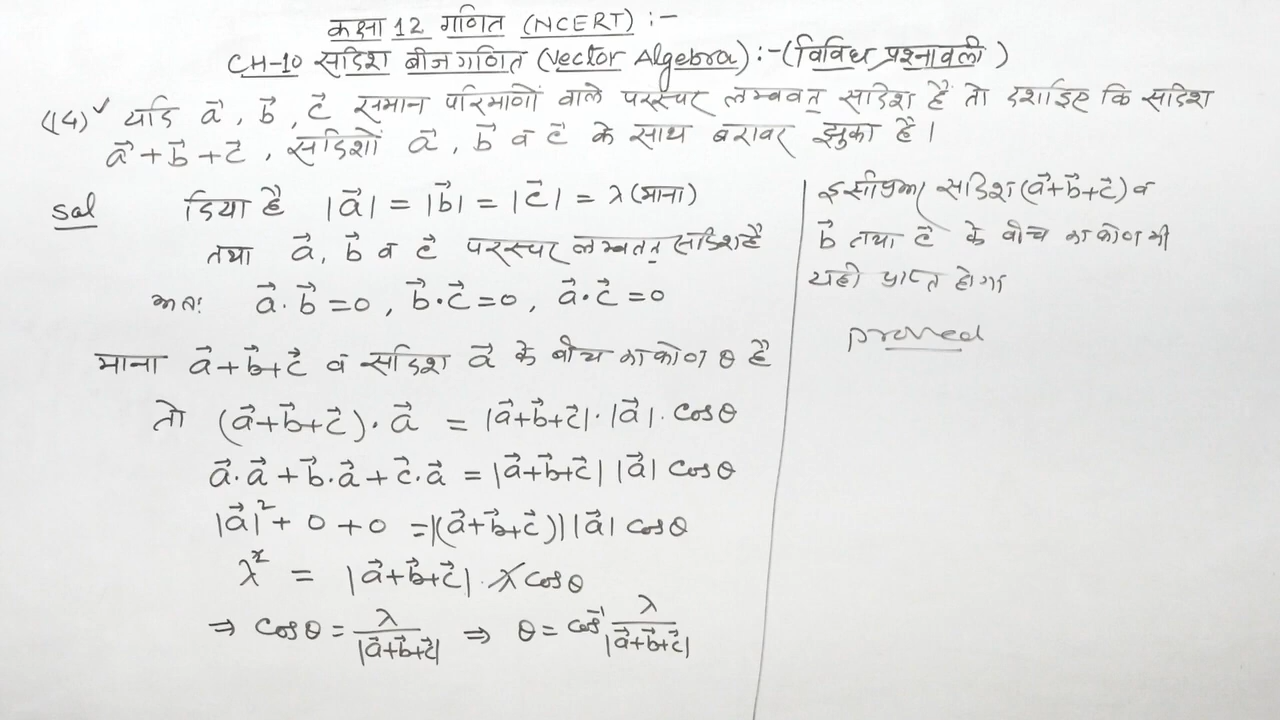 कक्षा 12 गणित (NCERT) :-
CH-10 सदिश बीजगणित (Vector Algebra) :- (विविध प्रश्नावली)
(14)✓ यदि a⃗, b⃗, c⃗ समान परिमाणों वाले परस्पर लम्बवत् सदिश हैं तो दर्शाइए कि सदिश
a⃗+b⃗+c⃗, सदिशों a⃗, b⃗ व c⃗ के साथ बराबर झुका है।
Sol दिया है |a⃗| = |b⃗| = |c⃗| = λ (माना)
तथा a⃗, b⃗ व c⃗ परस्पर लम्बवत् सदिश है
अतः a⃗·b⃗ = 0, b⃗·c⃗ = 0, a⃗·c⃗ = 0
माना a⃗+b⃗+c⃗ व सदिश a⃗ के बीच का कोण θ है
तो (a⃗+b⃗+c⃗)·a⃗ = |a⃗+b⃗+c⃗|·|a⃗|·cosθ
a⃗·a⃗ + b⃗·a⃗ + c⃗·a⃗ = |a⃗+b⃗+c⃗| |a⃗| cosθ
|a⃗|² + 0 + 0 = |(a⃗+b⃗+c⃗)| |a⃗| cosθ
λ² = |a⃗+b⃗+c⃗|·λ cosθ
⇒ cosθ = λ/|a⃗+b⃗+c⃗| ⇒ θ = cos⁻¹ λ/|a⃗+b⃗+c⃗|
इसीप्रकार सदिश (a⃗+b⃗+c⃗) व
b⃗ तथा c⃗ के बीच का कोण भी
यही प्राप्त होगा
proved